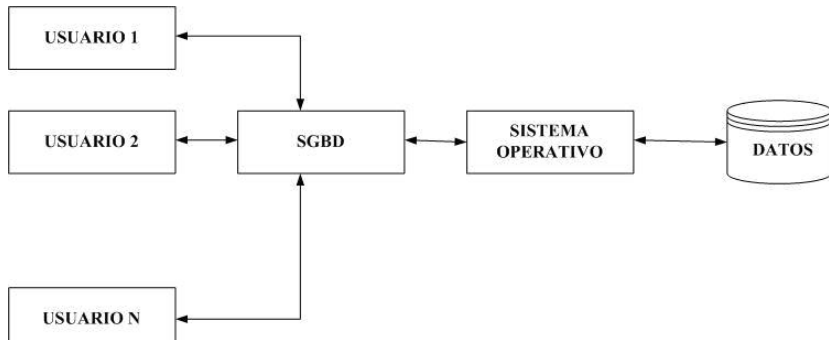 USUARIO 1
USUARIO 2
SGBD
SISTEMA
OPERATIVO
DATOS
USUARIO N